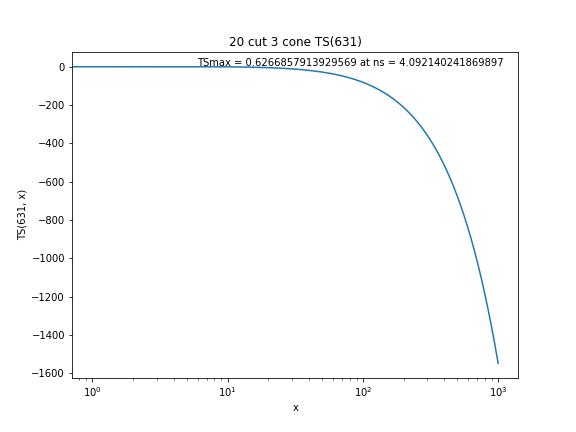 20 cut 3 cone TS(631)
TSmax = 0.6266857913929569 at ns = 4.092140241869897
0
−200
−400
−600
−800
−1000
−1200
−1400
−1600
TS(631, x)
10⁰ 10¹ 10² 10³
x